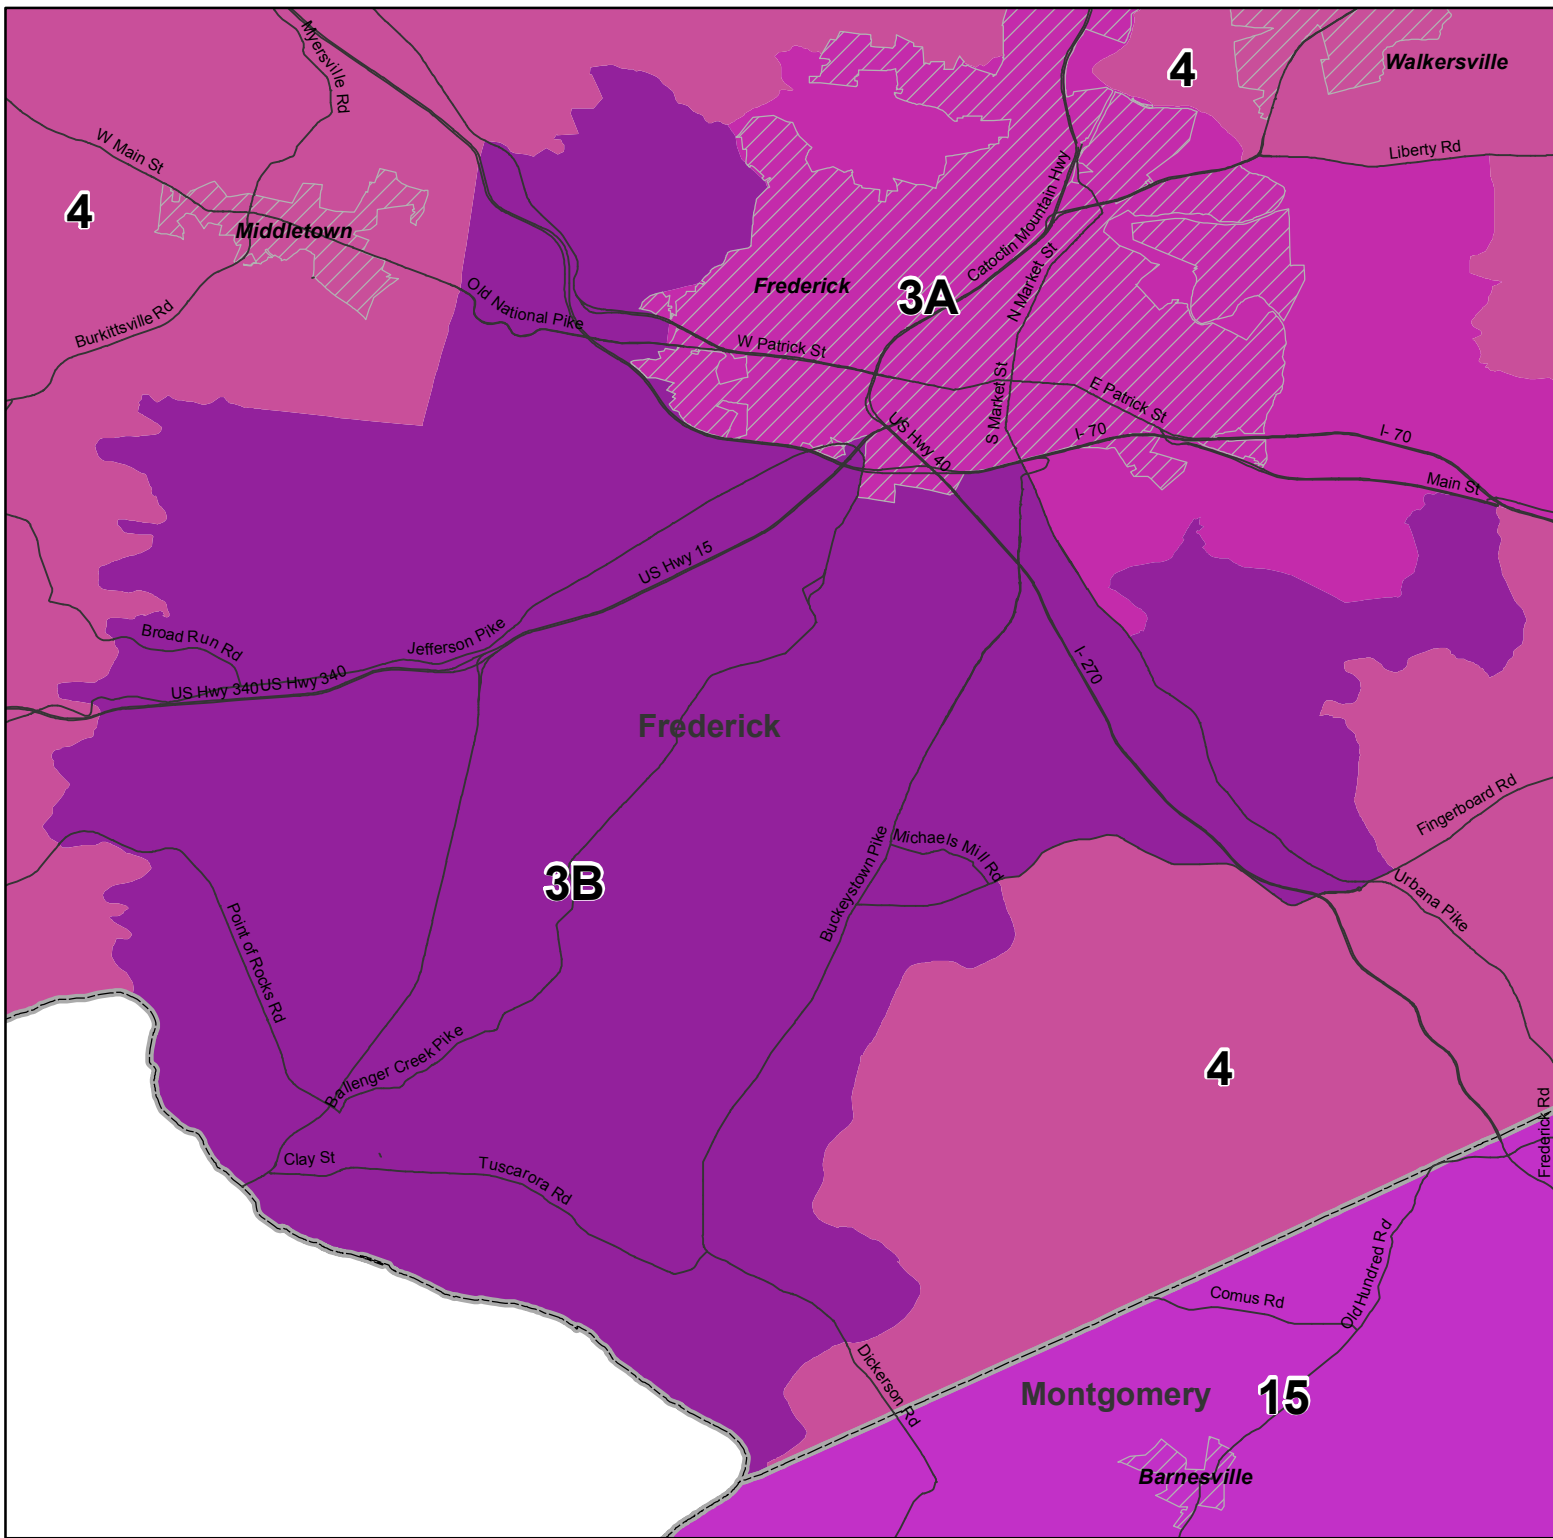 Myersville Rd
4
Walkersville
W Main St
Liberty Rd
4
Middletown
Catoctin Mountain Hwy
Frederick
3A
N Market St
Old National Pike
Burkittsville Rd
W Patrick St
S Market St
E Patrick St
US Hwy 40
I- 70
I- 70
Main St
US Hwy 15
Broad Run Rd
Jefferson Pike
US Hwy 340
US Hwy 340
I- 270
Frederick
Fingerboard Rd
Michaels Mill Rd
Buckeystown Pike
3B
Urbana Pike
Point of Rocks Rd
Ballenger Creek Pike
4
Frederick Rd
Clay St
Tuscarora Rd
Old Hundred Rd
Comus Rd
Dickerson Rd
Montgomery
15
Barnesville